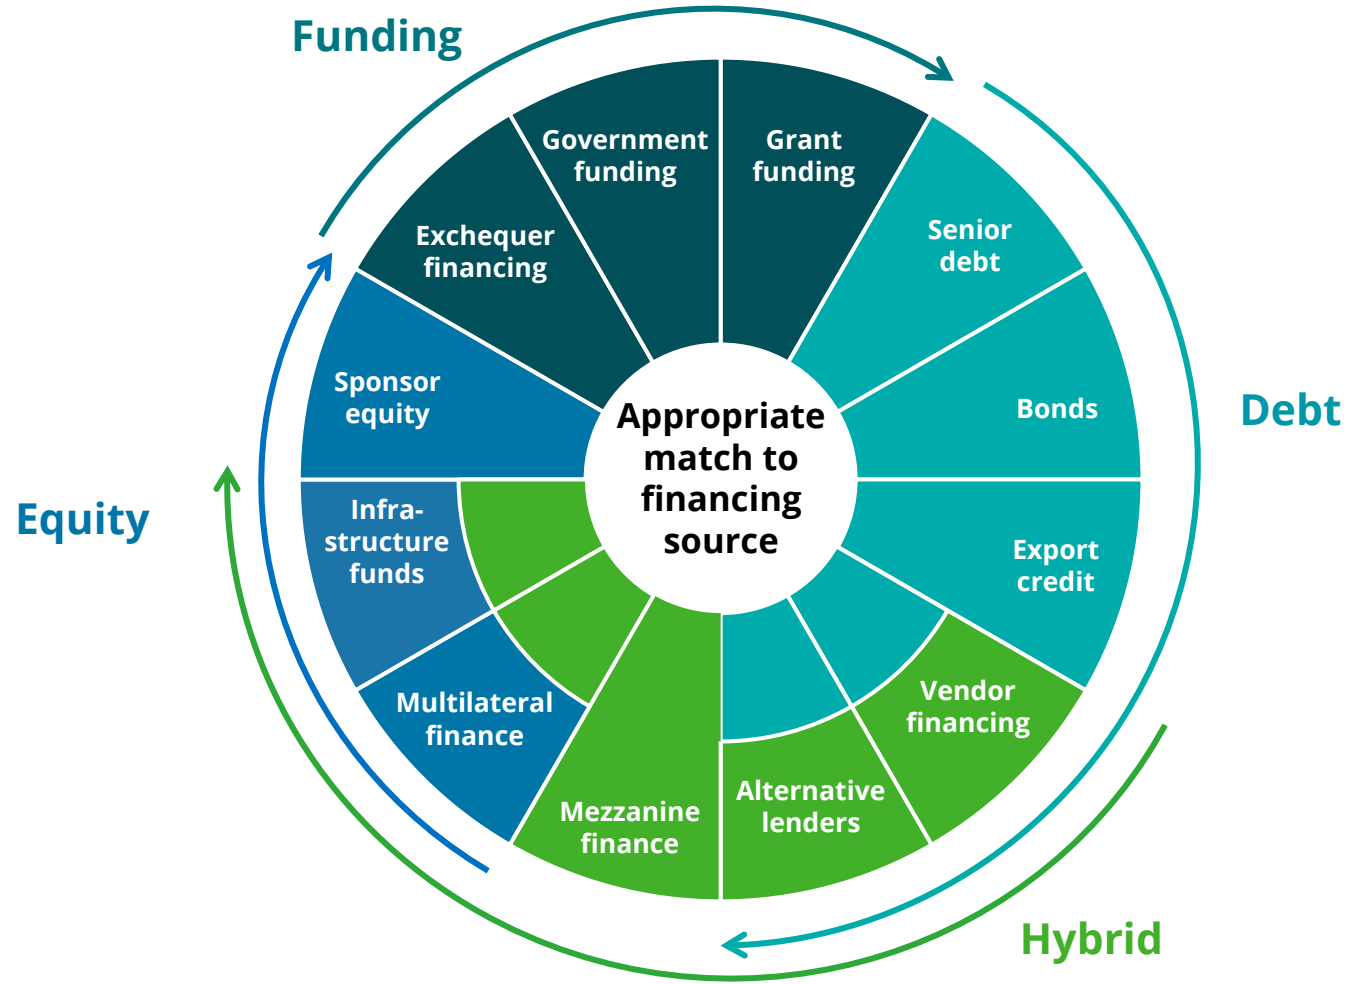 Funding
Government
funding
Grant
funding
Exchequer
financing
Senior
debt
Sponsor
equity
Bonds
Debt
Appropriate
match to
financing
source
Equity
Infra-
structure
funds
Export
credit
Multilateral
finance
Vendor
financing
Mezzanine
finance
Alternative
lenders
Hybrid